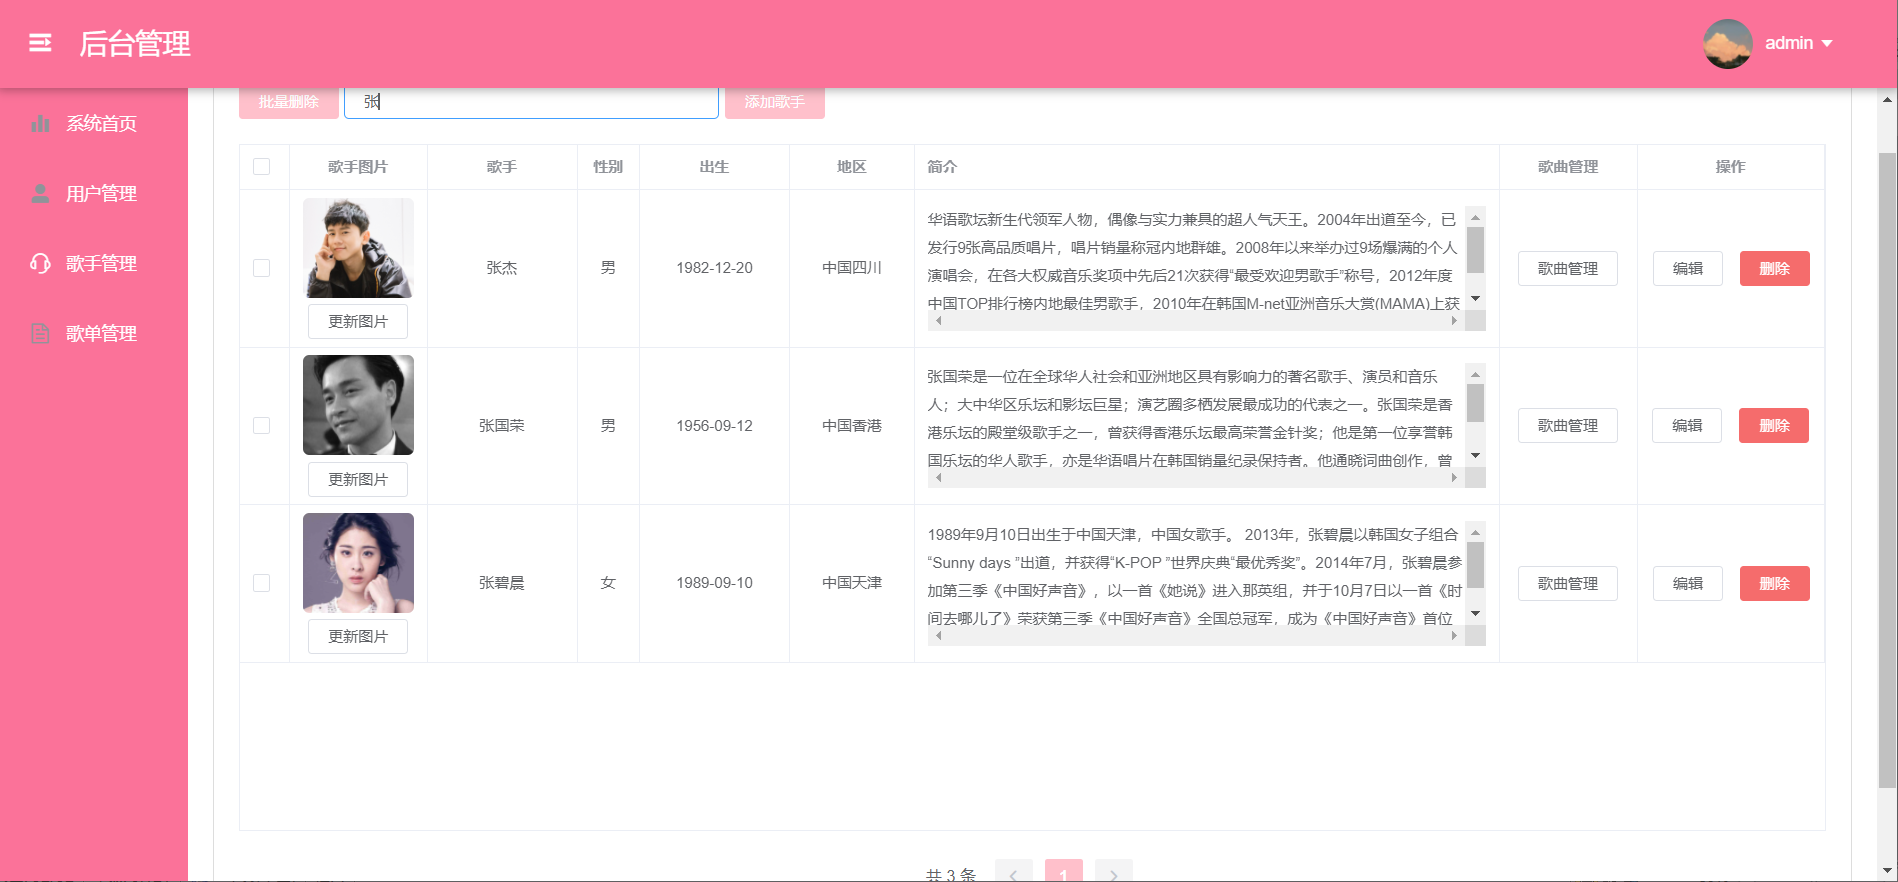 后台管理
admin
系统首页
用户管理
歌手管理
歌单管理
批量删除
张
添加歌手
歌手图片 歌手 性别 出生 地区 简介 歌曲管理 操作
张杰 男 1982-12-20 中国四川
华语歌坛新生代领军人物，偶像与实力兼具的超人气天王。2004年出道至今，已
发行9张高品质唱片，唱片销量称冠内地群雄。2008年以来举办过9场爆满的个人
演唱会，在各大权威音乐奖项中先后21次获得“最受欢迎男歌手”称号，2012年度
中国TOP排行榜内地最佳男歌手，2010年在韩国M-net亚洲音乐大赏(MAMA)上获
歌曲管理 编辑 删除
更新图片
张国荣 男 1956-09-12 中国香港
张国荣是一位在全球华人社会和亚洲地区具有影响力的著名歌手、演员和音乐
人；大中华区乐坛和影坛巨星；演艺圈多栖发展最成功的代表之一。张国荣是香
港乐坛的殿堂级歌手之一，曾获得香港乐坛最高荣誉金针奖；他是第一位享誉韩
国乐坛的华人歌手，亦是华语唱片在韩国销量纪录保持者。他通晓词曲创作，曾
歌曲管理 编辑 删除
更新图片
张碧晨 女 1989-09-10 中国天津
1989年9月10日出生于中国天津，中国女歌手。 2013年，张碧晨以韩国女子组合
“Sunny days ”出道，并获得“K-POP ”世界庆典“最优秀奖”。2014年7月，张碧晨参
加第三季《中国好声音》，以一首《她说》进入那英组，并于10月7日以一首《时
间去哪儿了》荣获第三季《中国好声音》全国总冠军，成为《中国好声音》首位
歌曲管理 编辑 删除
更新图片
共 3 条
1